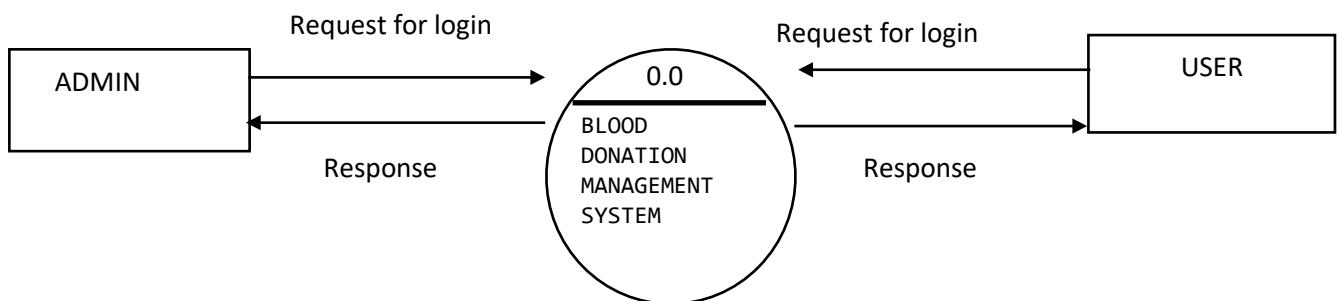 Request for login
Request for login
ADMIN
0.0
USER
BLOOD
DONATION
MANAGEMENT
SYSTEM
Response
Response